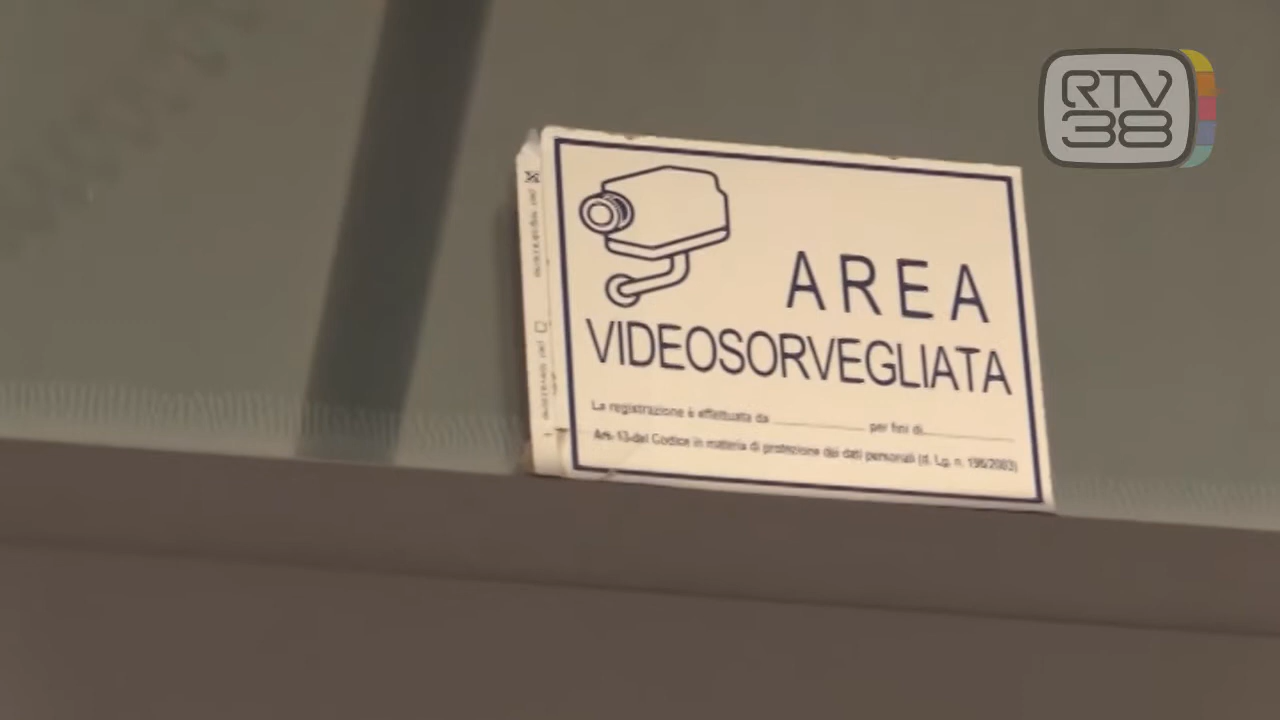 RTV
38
AREA
VIDEOSORVEGLIATA
La registrazione è effettuata da ............ per fini di............
Art. 13 del Codice in materia di protezione dei dati personali (d. Lg. n. 196/2003)